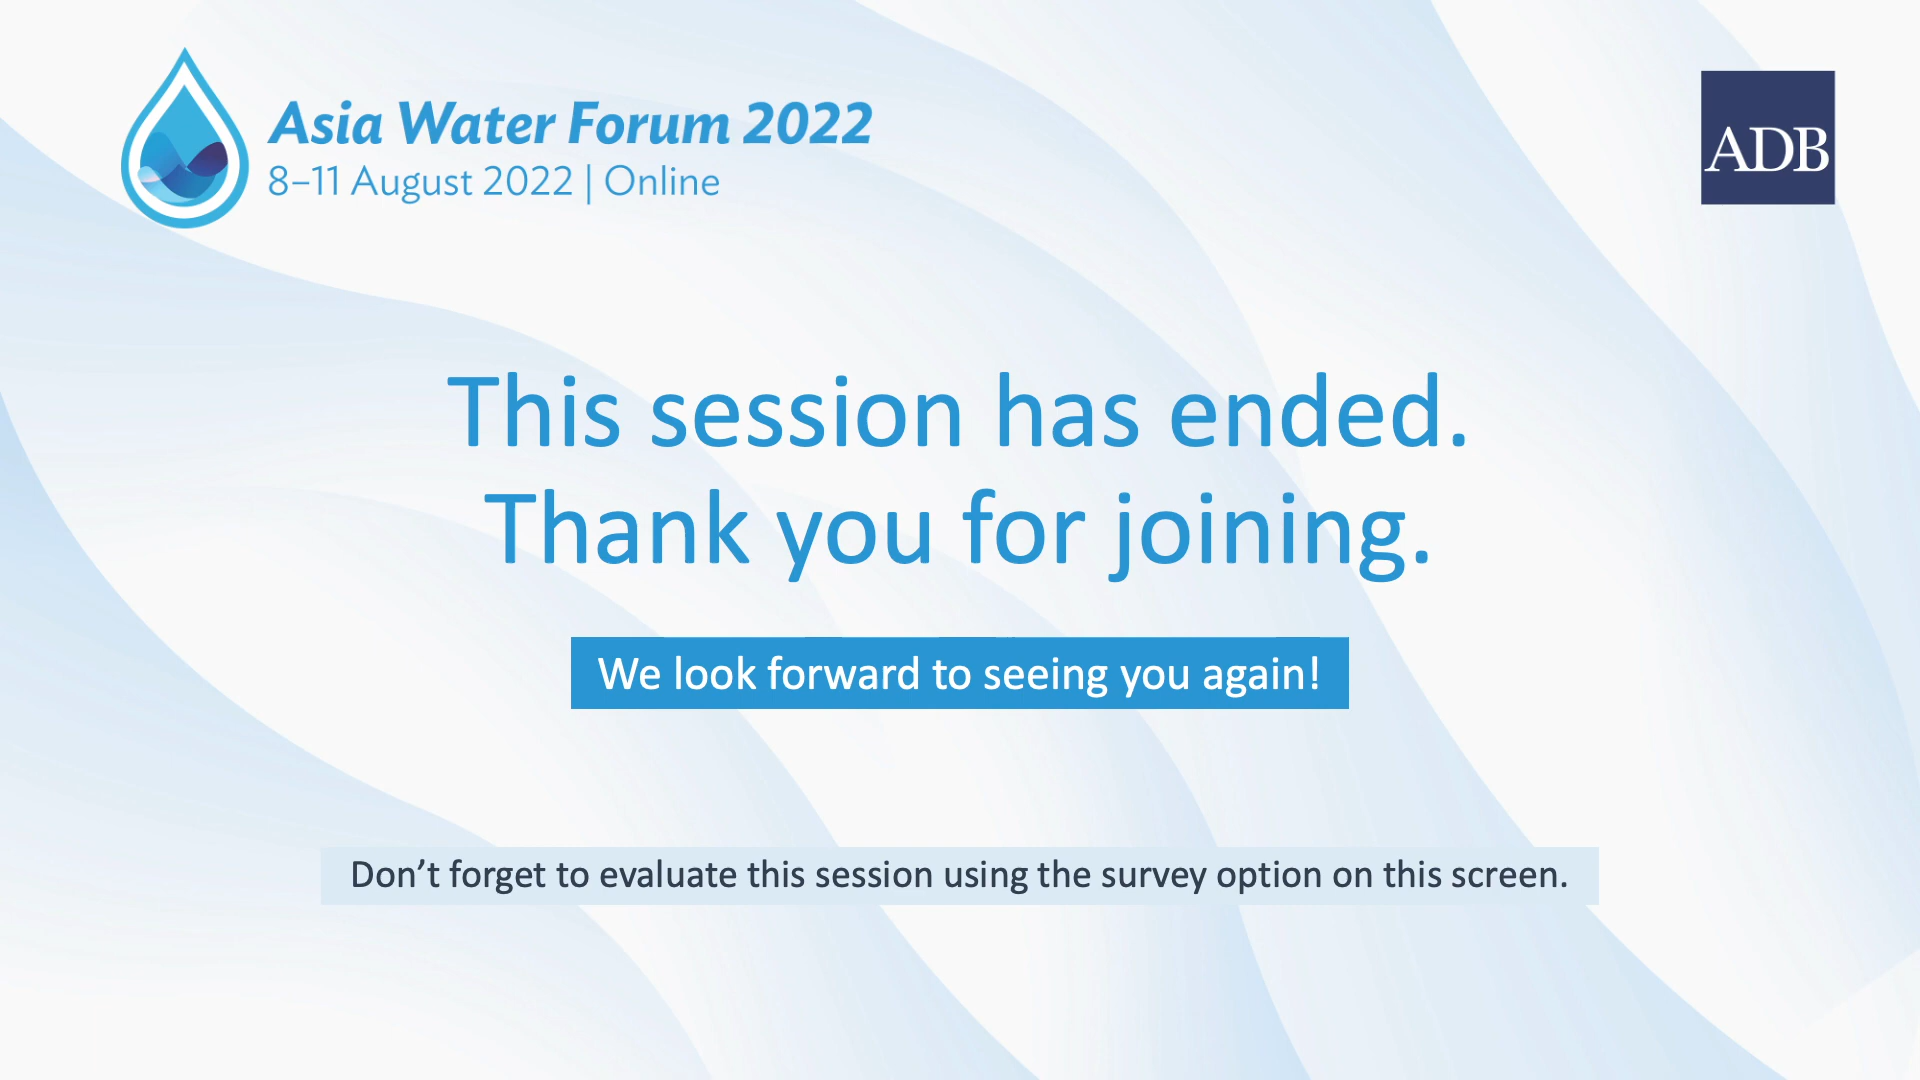 Asia Water Forum 2022
8–11 August 2022 | Online
ADB
This session has ended.
Thank you for joining.
We look forward to seeing you again!
Don’t forget to evaluate this session using the survey option on this screen.